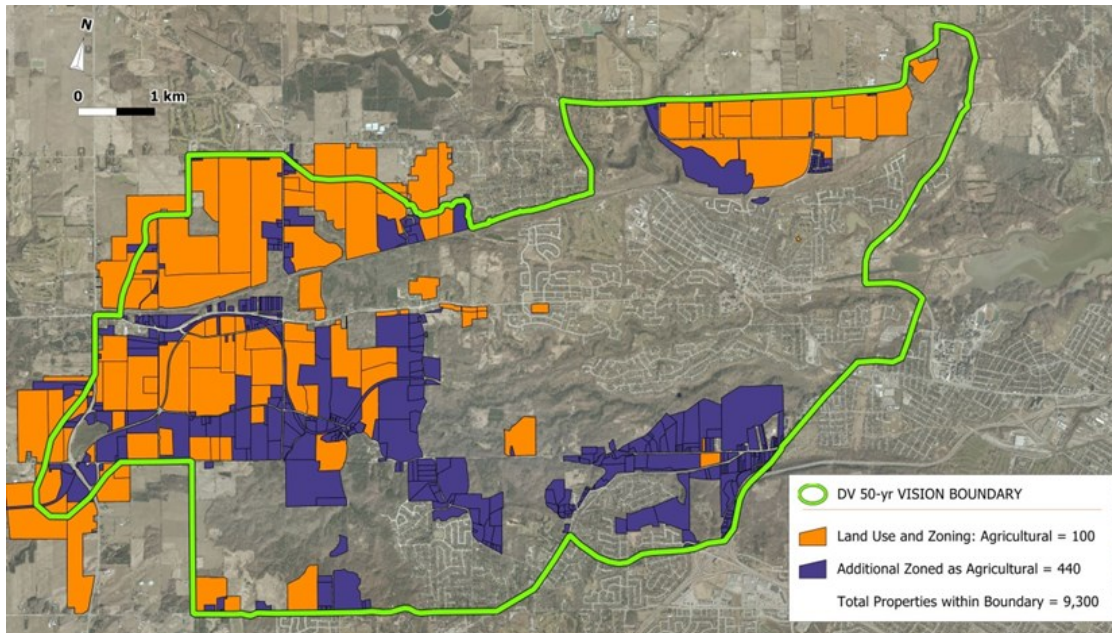 N
0 1 km
DV 50-yr VISION BOUNDARY
Land Use and Zoning: Agricultural = 100
Additional Zoned as Agricultural = 440
Total Properties within Boundary = 9,300